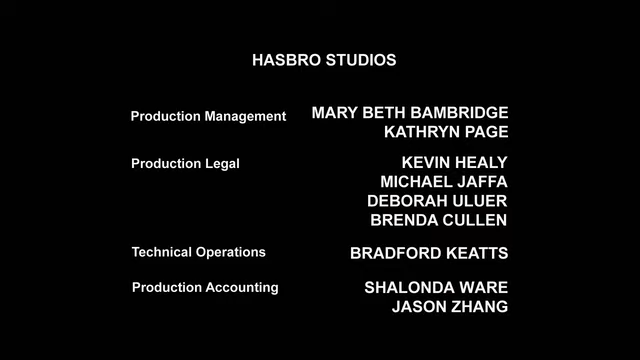 HASBRO STUDIOS
Production Management MARY BETH BAMBRIDGE
KATHRYN PAGE
Production Legal KEVIN HEALY
MICHAEL JAFFA
DEBORAH ULUER
BRENDA CULLEN
Technical Operations BRADFORD KEATTS
Production Accounting SHALONDA WARE
JASON ZHANG